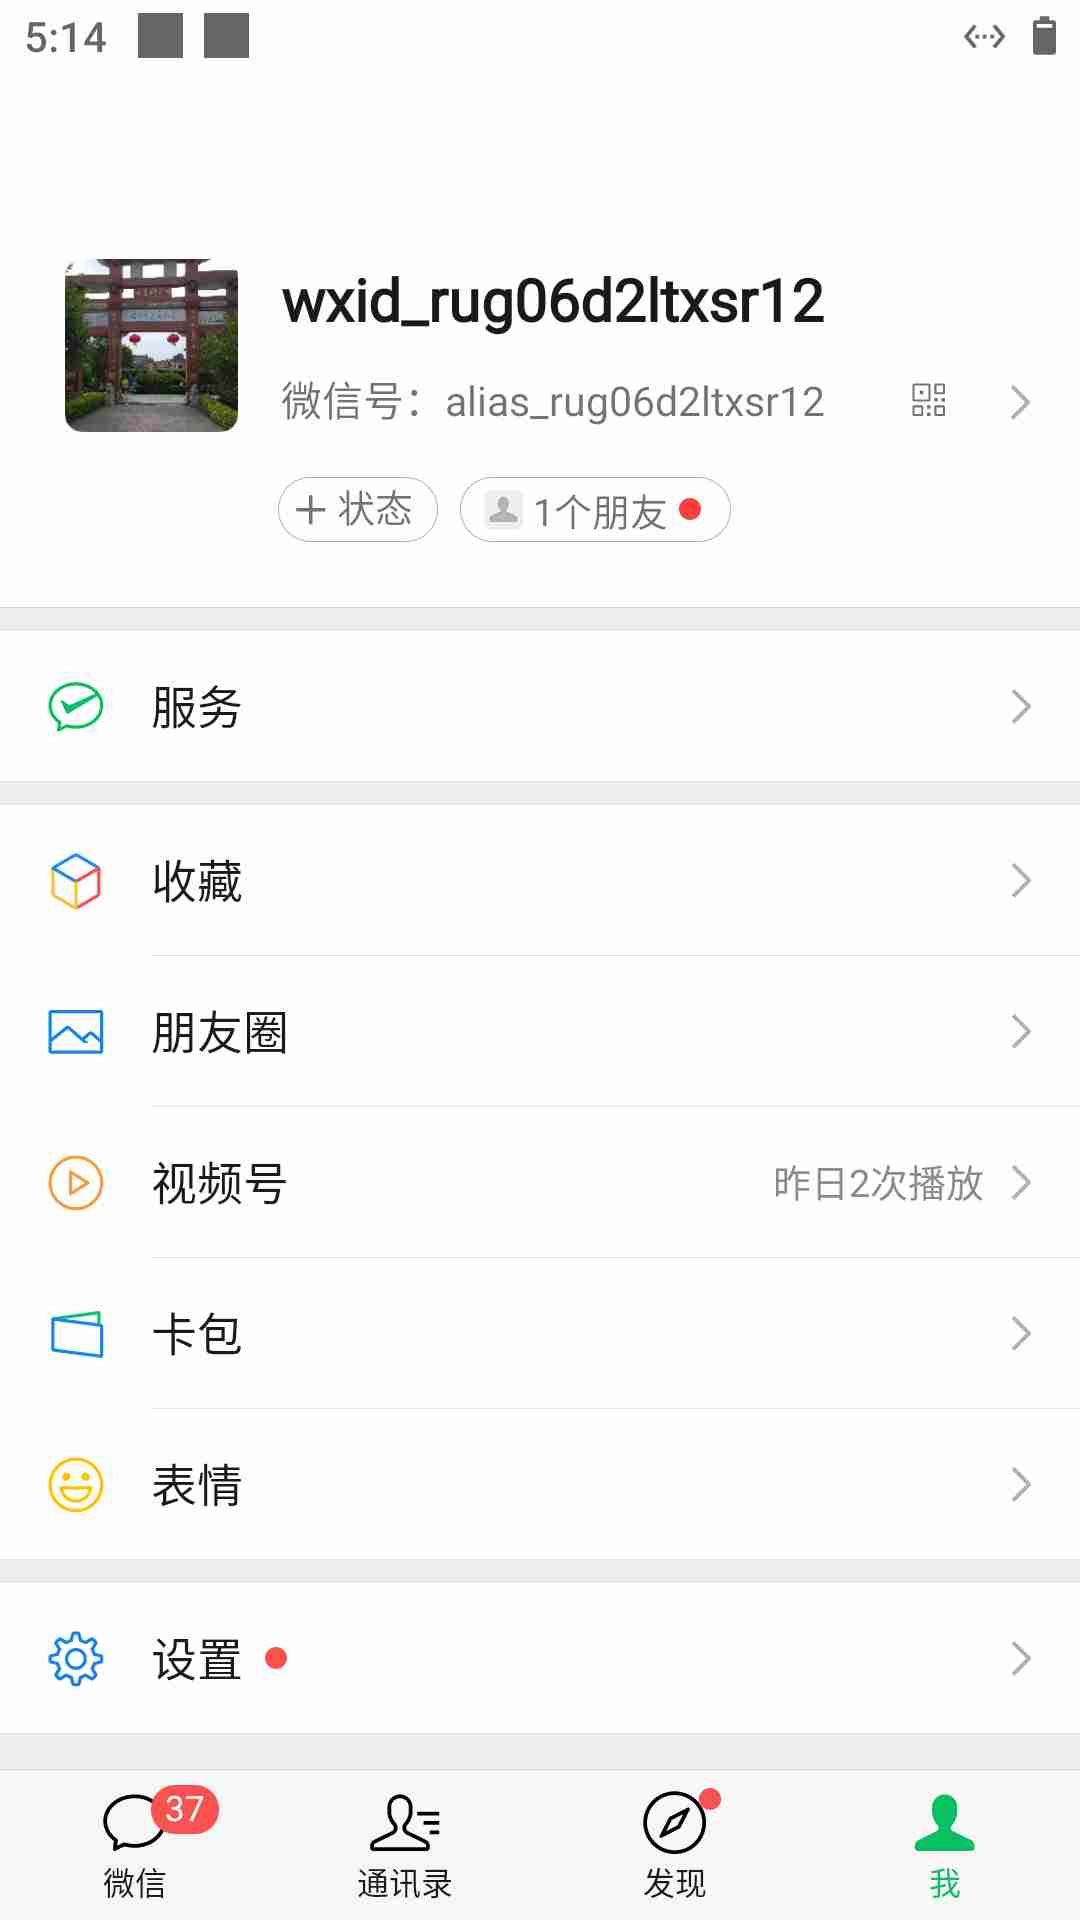 5:14
wxid_rug06d2ltxsr12
微信号：alias_rug06d2ltxsr12
状态
1个朋友
服务
收藏
朋友圈
视频号 昨日2次播放
卡包
表情
设置
37
微信 通讯录 发现 我